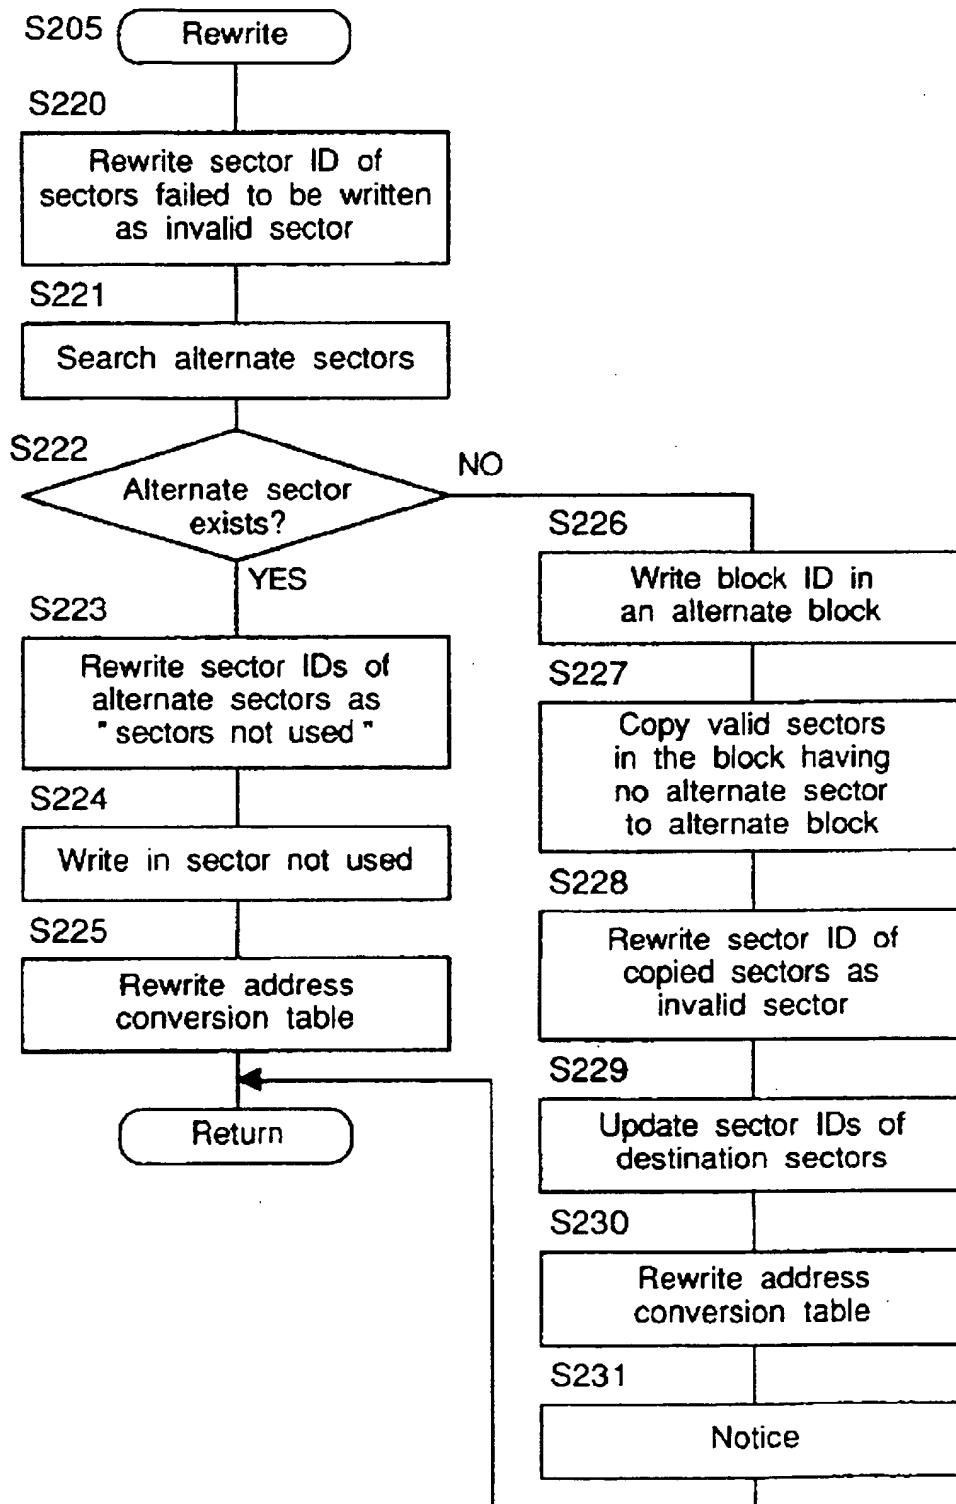 S205
Rewrite
S220
Rewrite sector ID of
sectors failed to be written
as invalid sector
S221
Search alternate sectors
S222
Alternate sector
exists?
NO
YES
S223
Rewrite sector IDs of
alternate sectors as
"sectors not used"
S224
Write in sector not used
S225
Rewrite address
conversion table
Return
S226
Write block ID in
an alternate block
S227
Copy valid sectors
in the block having
no alternate sector
to alternate block
S228
Rewrite sector ID of
copied sectors as
invalid sector
S229
Update sector IDs of
destination sectors
S230
Rewrite address
conversion table
S231
Notice